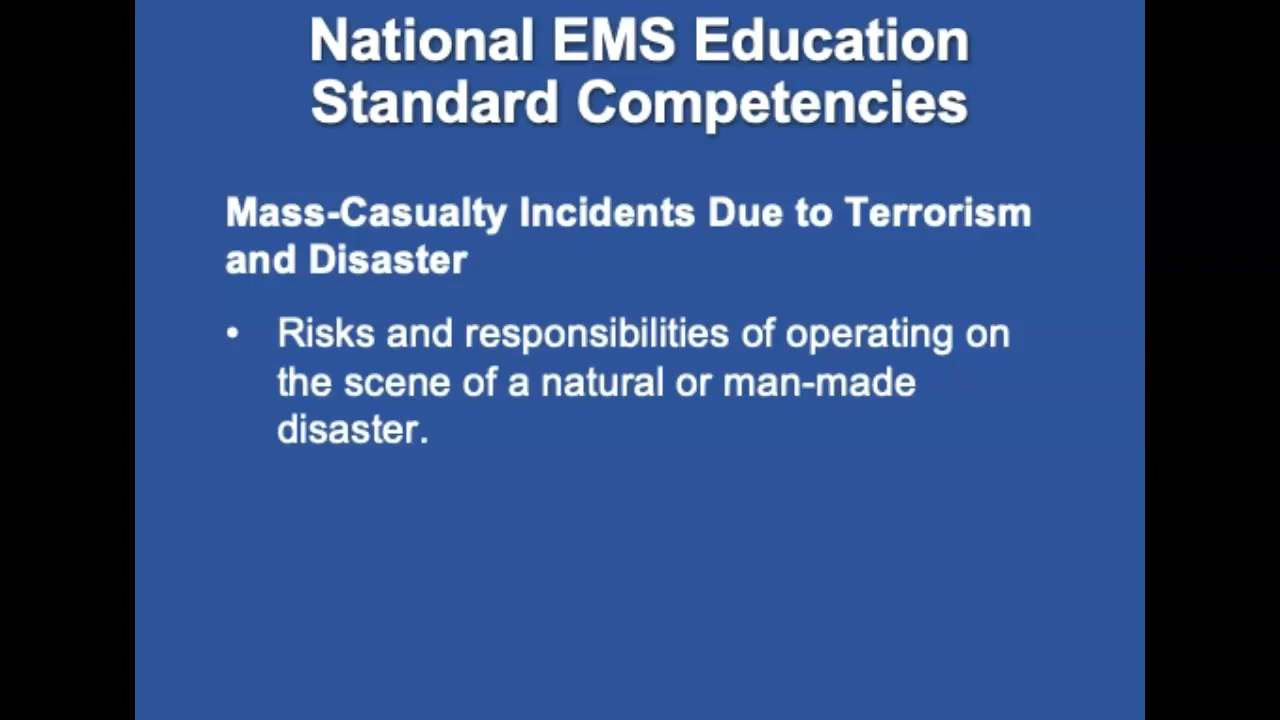 National EMS Education
Standard Competencies
Mass-Casualty Incidents Due to Terrorism
and Disaster
• Risks and responsibilities of operating on
the scene of a natural or man-made
disaster.